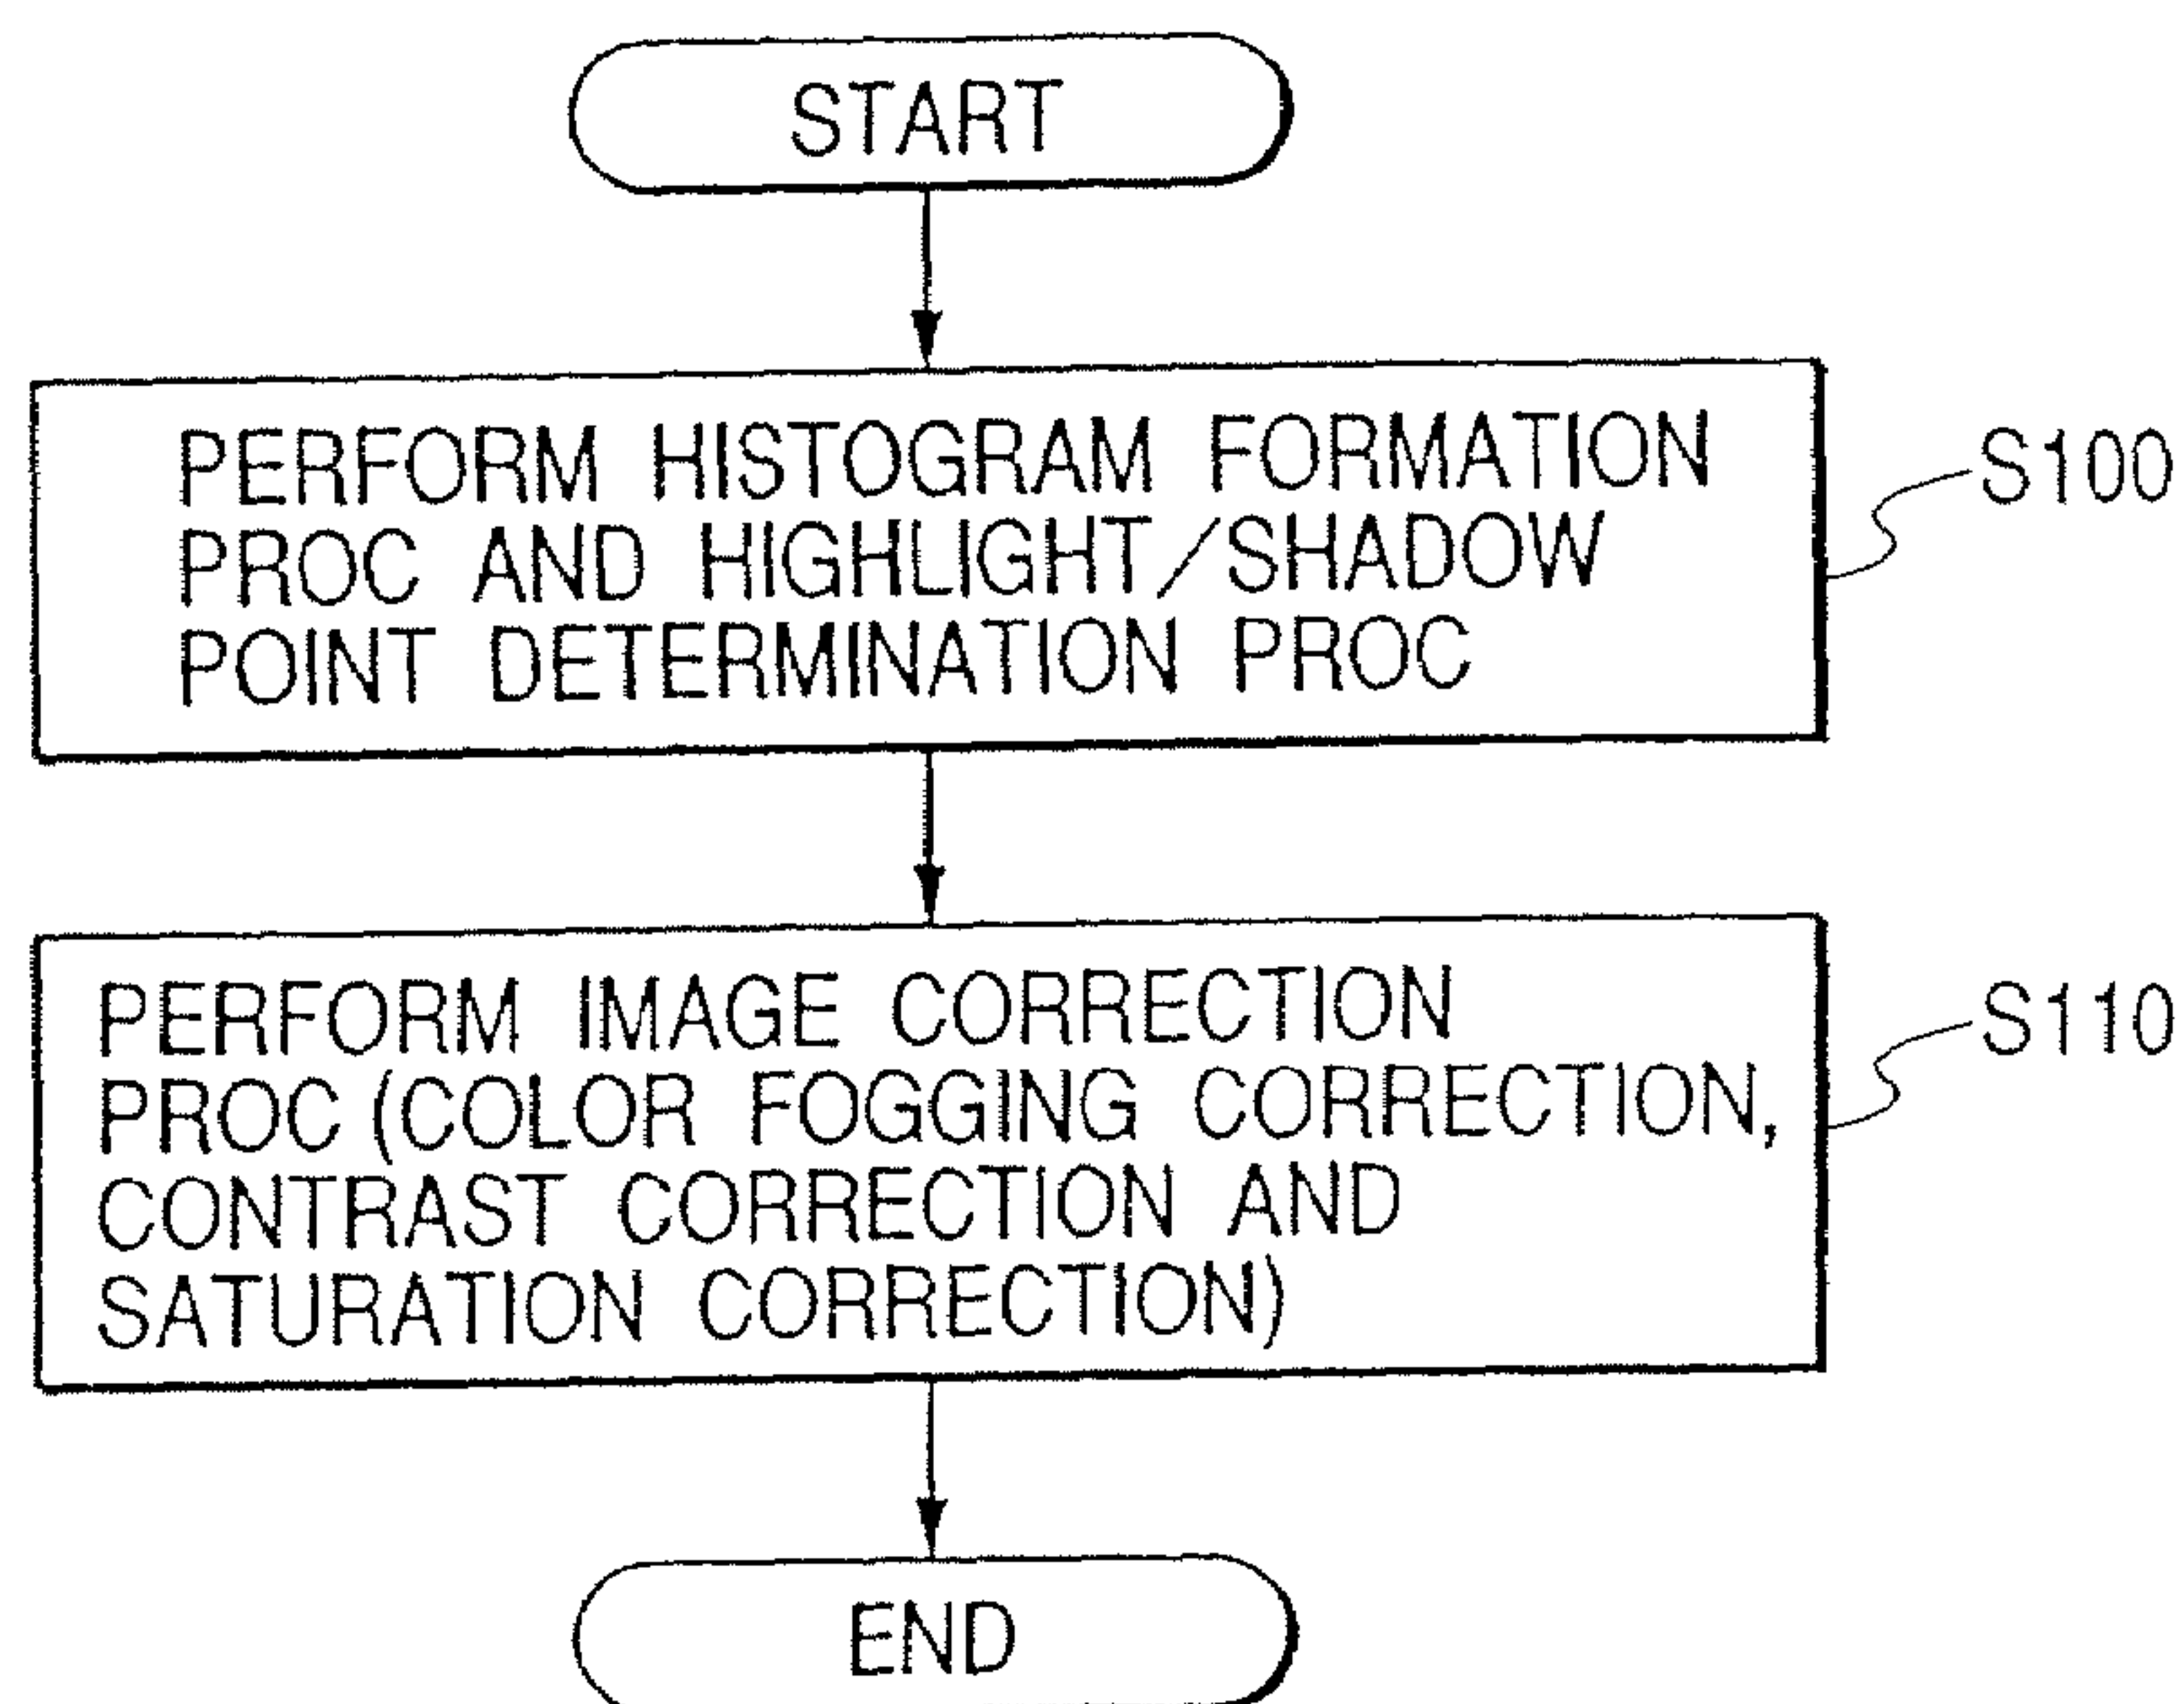 START
PERFORM HISTOGRAM FORMATION
PROC AND HIGHLIGHT/SHADOW
POINT DETERMINATION PROC
S100
PERFORM IMAGE CORRECTION
PROC (COLOR FOGGING CORRECTION,
CONTRAST CORRECTION AND
SATURATION CORRECTION)
S110
END